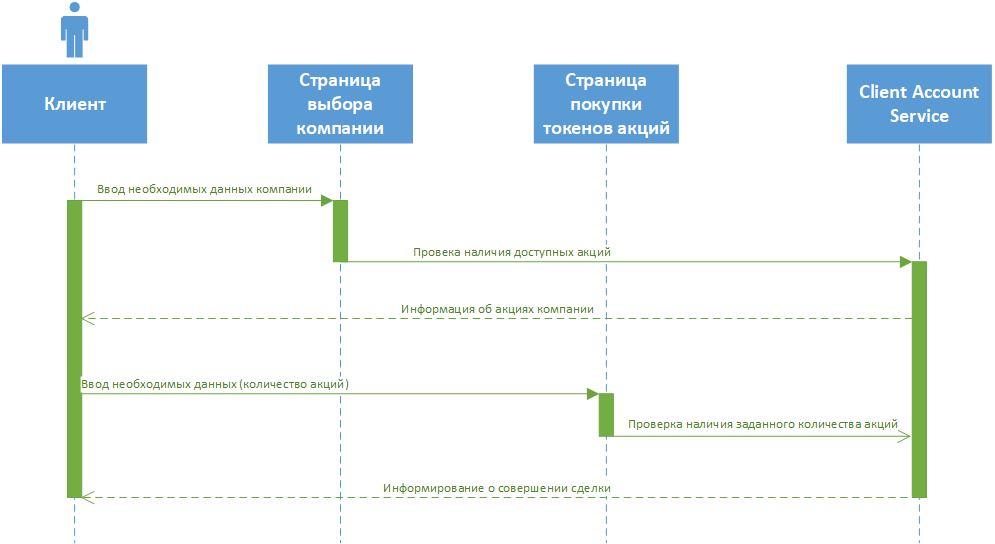 Клиент
Страница
выбора
компании
Страница
покупки
токенов акций
Client Account
Service
Ввод необходимых данных компании
Провека наличия доступных акций
Информация об акциях компании
Ввод необходимых данных (количество акций)
Проверка наличия заданного количества акций
Информирование о совершении сделки